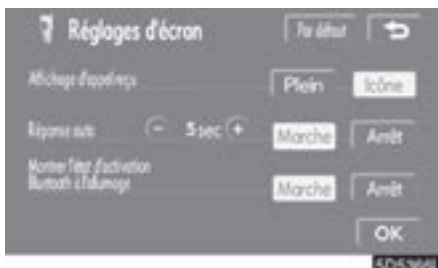 Réglages d'écran Par défaut
Affichage d'appel reçu Plein Icône
Réponse auto - 5 sec + Marche Arrêt
Montrer l'état d'activation
Bluetooth à l'allumage Marche Arrêt
OK